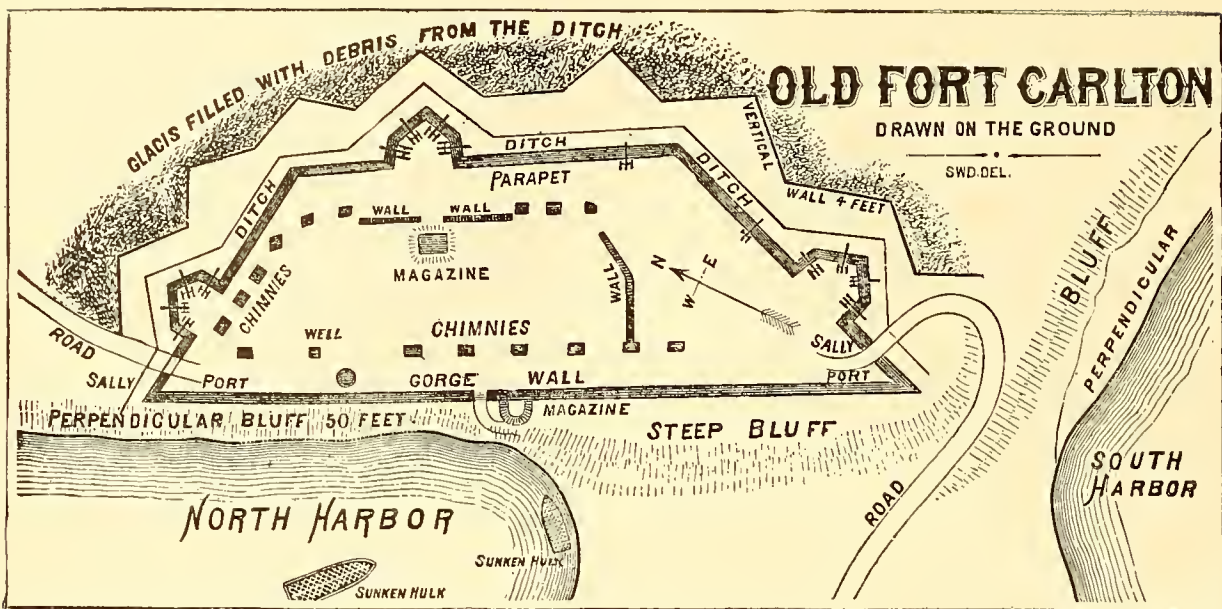 GLACIS FILLED WITH DEBRIS FROM THE DITCH
OLD FORT CARLTON
DRAWN ON THE GROUND
SWD.DEL.
VERTICAL
WALL 4 FEET
DITCH
DITCH
DITCH
PARAPET
WALL
WALL
MAGAZINE
CHIMNIES
WALL
N
E
W
BLUFF
PERPENDICULAR
ROAD
WELL
CHIMNIES
SALLY
PORT
SALLY
PORT
GORGE WALL
MAGAZINE
PERPENDICULAR BLUFF 50 FEET
STEEP BLUFF
ROAD
SOUTH
HARBOR
NORTH HARBOR
SUNKEN HULK
SUNKEN HULK